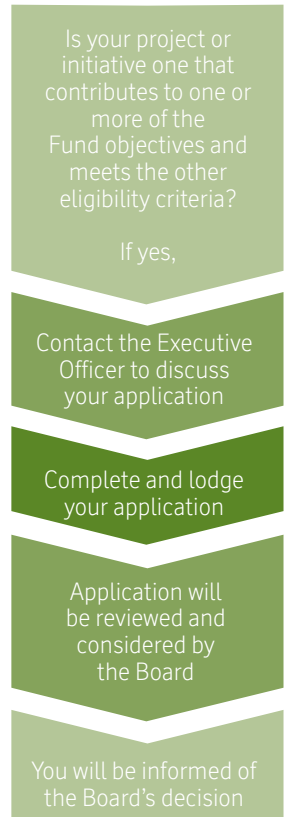 Is your project or
initiative one that
contributes to one or
more of the
Fund objectives and
meets the other
eligibility criteria?
If yes,
Contact the Executive
Officer to discuss
your application
Complete and lodge
your application
Application will
be reviewed and
considered by
the Board
You will be informed of
the Board's decision